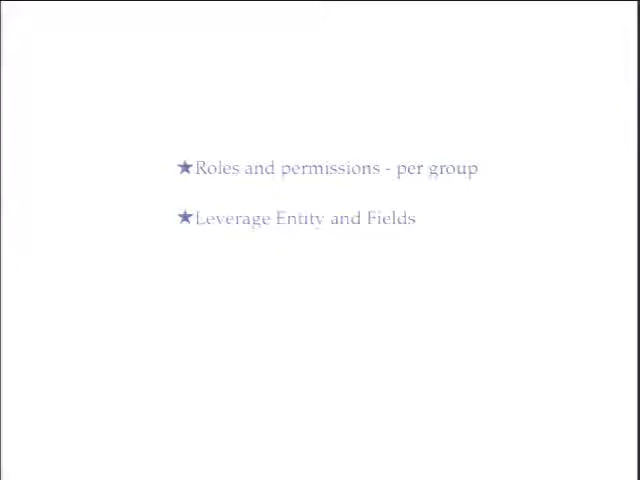 ★Roles and permissions - per group
★Leverage Entity and Fields